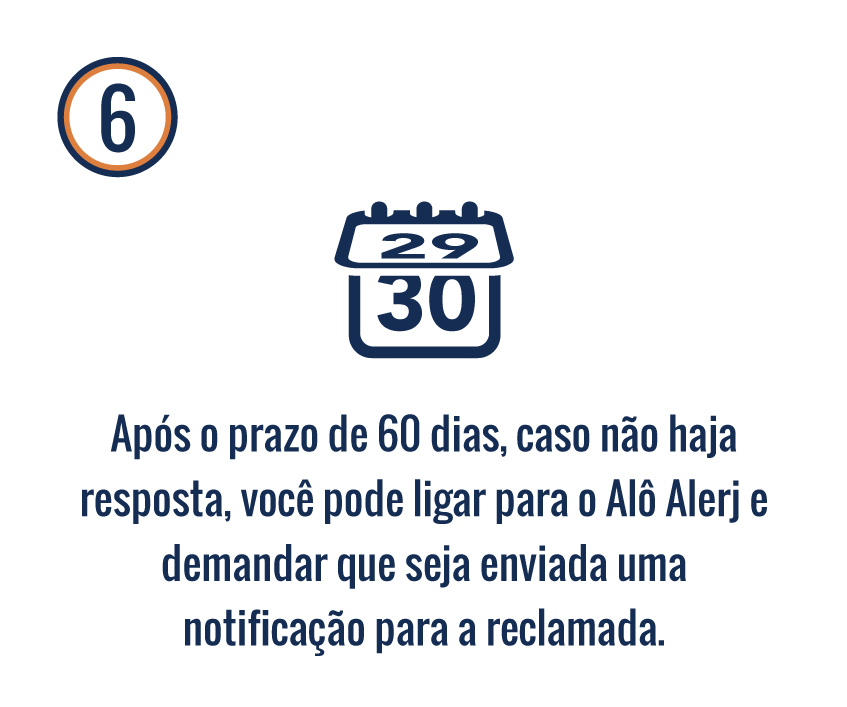 6
29
30
Após o prazo de 60 dias, caso não haja
resposta, você pode ligar para o Alô Alerj e
demandar que seja enviada uma
notificação para a reclamada.